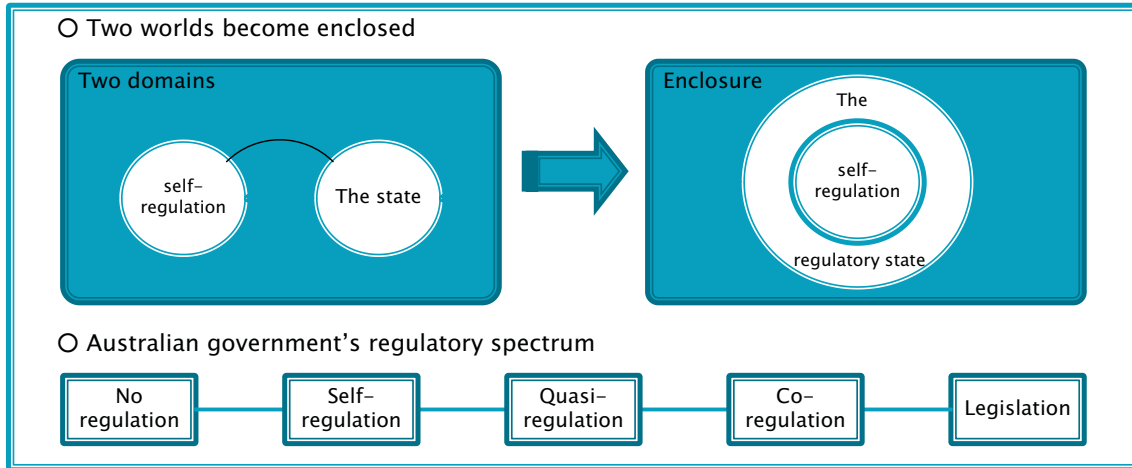 Two worlds become enclosed
Two domains
self-
regulation
The state
Enclosure
The
self-
regulation
regulatory state
Australian government’s regulatory spectrum
No
regulation
Self-
regulation
Quasi-
regulation
Co-
regulation
Legislation